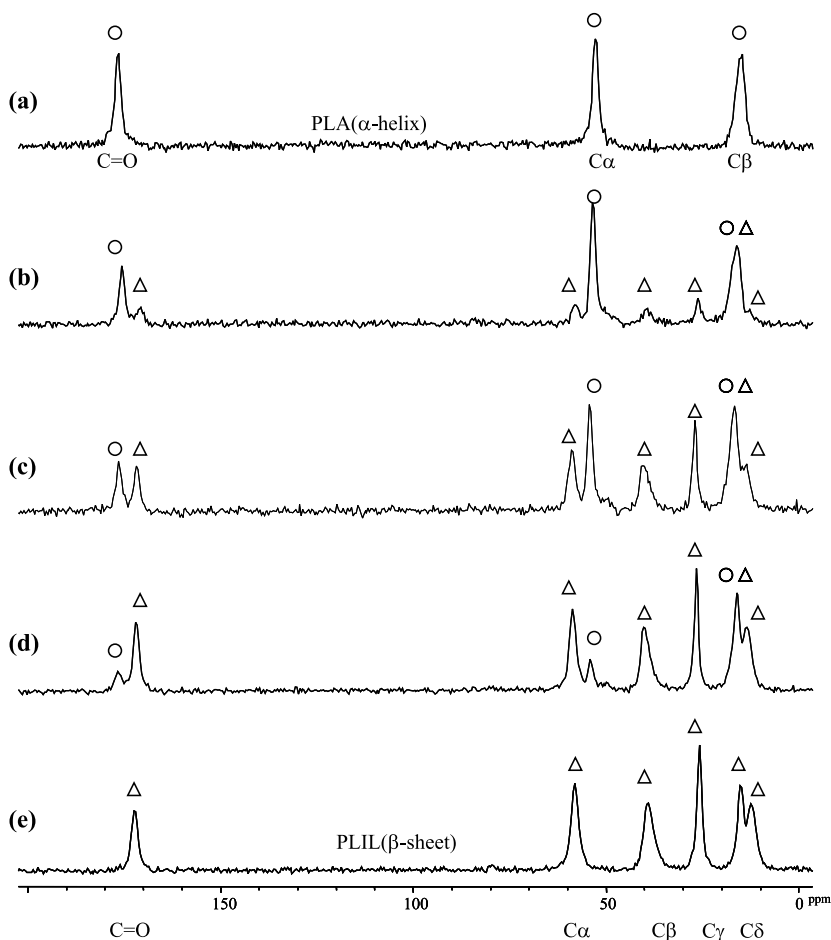 (a)
PLA(α-helix)
C=O Cα Cβ
(b)
(c)
(d)
(e)
PLIL(β-sheet)
150 100 50 0 ppm
C=O Cα Cβ Cγ Cδ